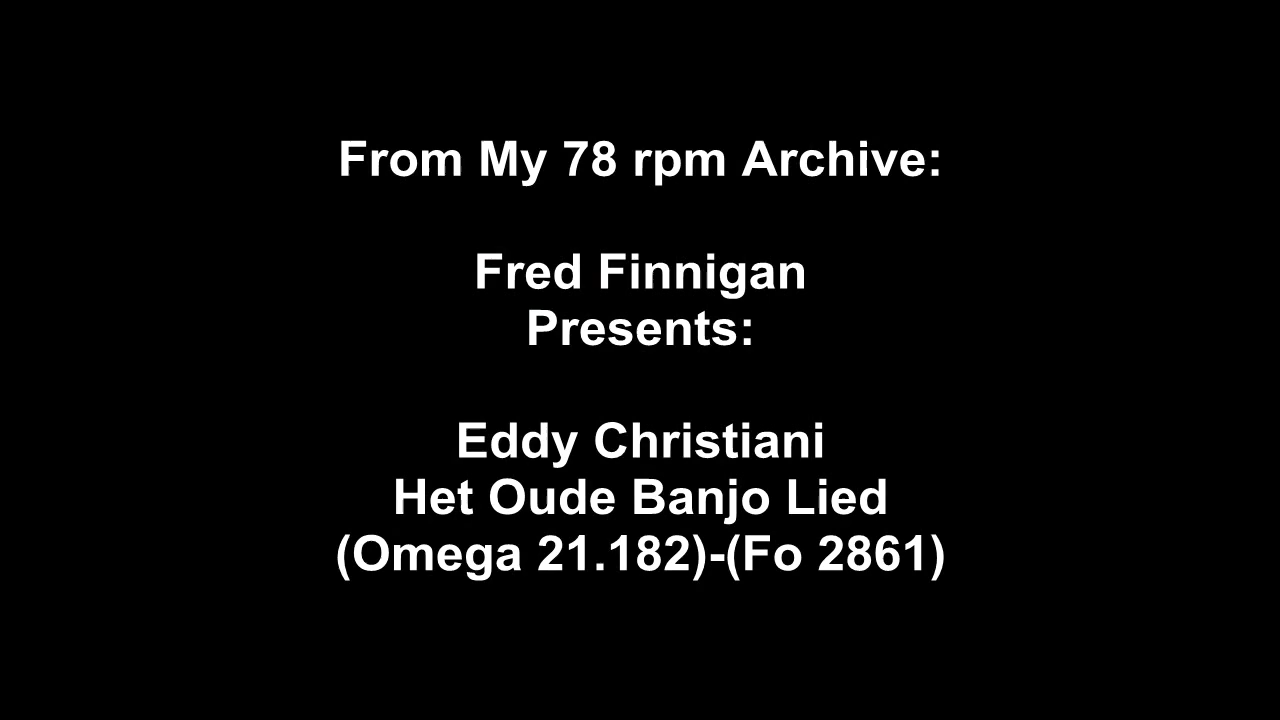 From My 78 rpm Archive:
Fred Finnigan
Presents:
Eddy Christiani
Het Oude Banjo Lied
(Omega 21.182)-(Fo 2861)